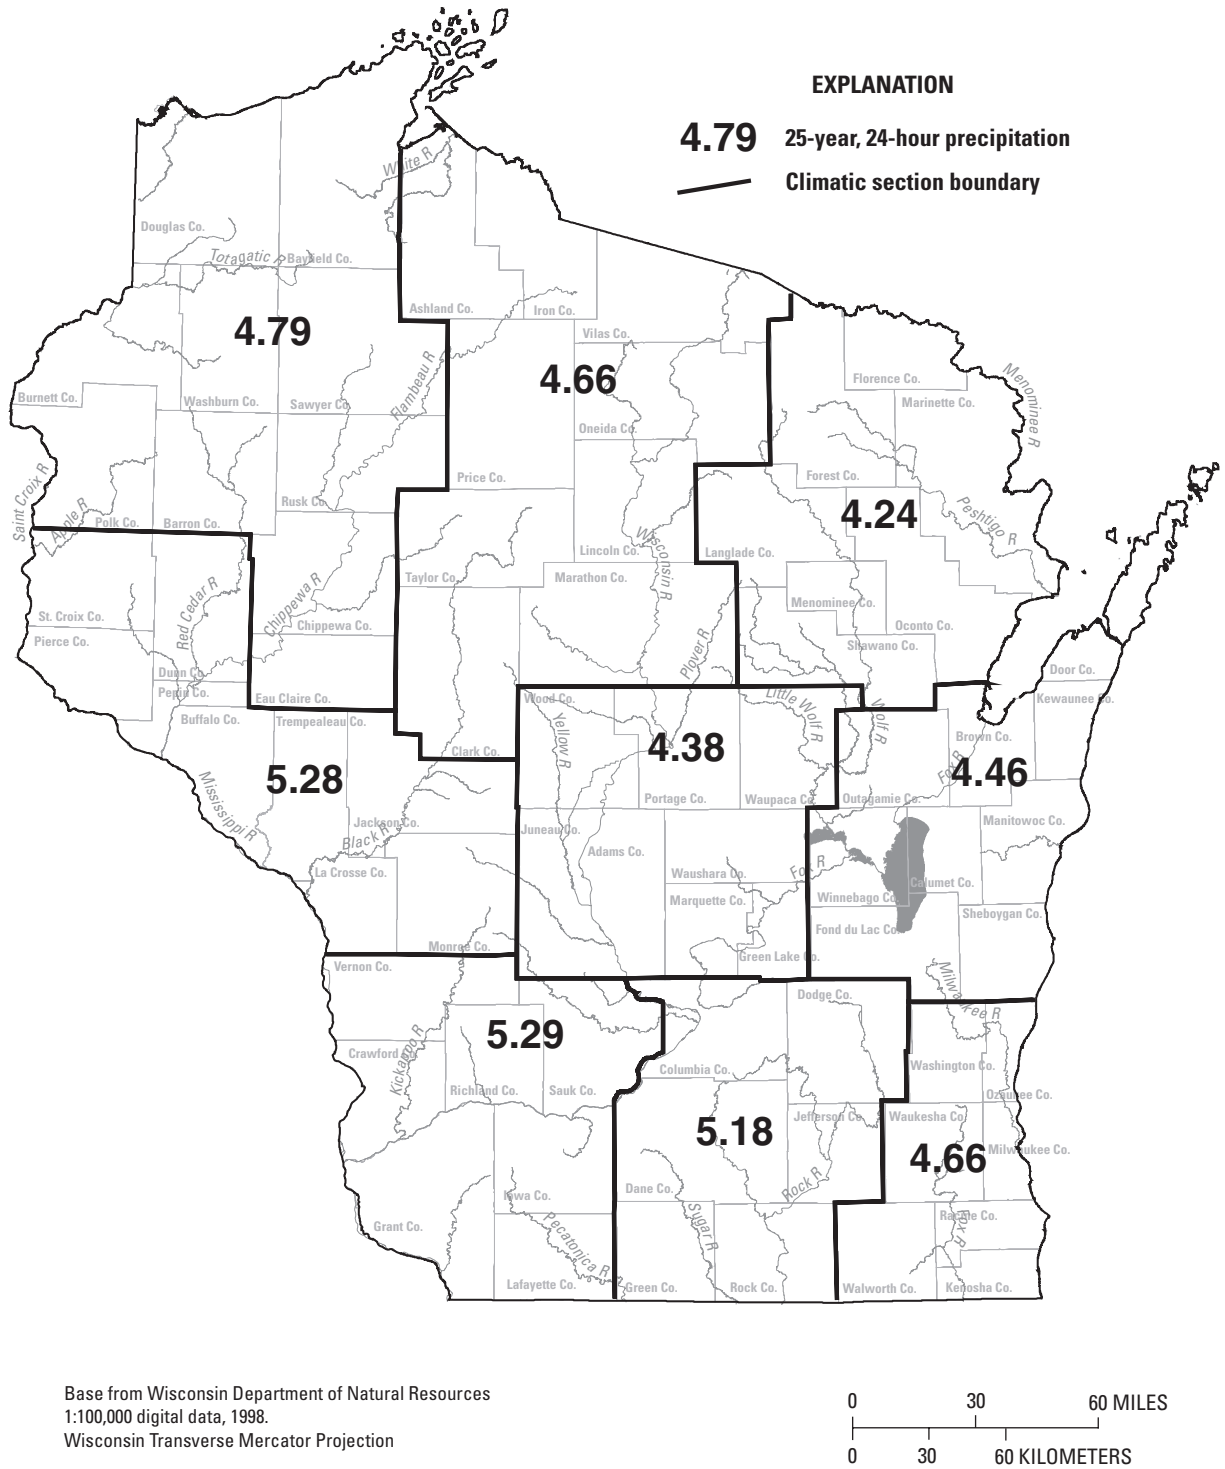 EXPLANATION
4.79 25-year, 24-hour precipitation
Climatic section boundary
White R
Douglas Co.
Totagatic R
Bayfield Co.
Ashland Co.
Iron Co.
4.79
Vilas Co.
4.66
Flambeau R
Florence Co.
Menominee R
Burnett Co.
Washburn Co.
Sawyer Co.
Marinette Co.
Oneida Co.
Price Co.
Forest Co.
Saint Croix R
Apple R
Polk Co.
Barron Co.
Rusk Co.
4.24
Peshtigo R
Wisconsin R
Lincoln Co.
Langlade Co.
Taylor Co.
Marathon Co.
Menominee Co.
St. Croix Co.
Red Cedar R
Chippewa R
Chippewa Co.
Oconto Co.
Pierce Co.
Plover R
Shawano Co.
Dunn Co.
Door Co.
Pepin Co.
Eau Claire Co.
Wood Co.
Little Wolf R
Wolf R
Kewaunee Co.
Buffalo Co.
Trempealeau Co.
Yellow R
4.38
Brown Co.
Clark Co.
Fox R
5.28
4.46
Mississippi R
Portage Co.
Waupaca Co.
Outagamie Co.
Jackson Co.
Black R
Juneau Co.
Manitowoc Co.
Adams Co.
La Crosse Co.
Waushara Co.
Fox R
Calumet Co.
Marquette Co.
Winnebago Co.
Sheboygan Co.
Fond du Lac Co.
Monroe Co.
Green Lake Co.
Vernon Co.
Milwaukee R
Dodge Co.
5.29
Crawford Co.
Kickapoo R
Columbia Co.
Washington Co.
Richland Co.
Sauk Co.
Ozaukee Co.
Jefferson Co.
Waukesha Co.
5.18
Milwaukee Co.
4.66
Rock R
Dane Co.
Iowa Co.
Sugar R
Grant Co.
Pecatonica R
Racine Co.
Fox R
Lafayette Co.
Green Co.
Rock Co.
Walworth Co.
Kenosha Co.
Base from Wisconsin Department of Natural Resources
1:100,000 digital data, 1998.
Wisconsin Transverse Mercator Projection
0 30 60 MILES
0 30 60 KILOMETERS